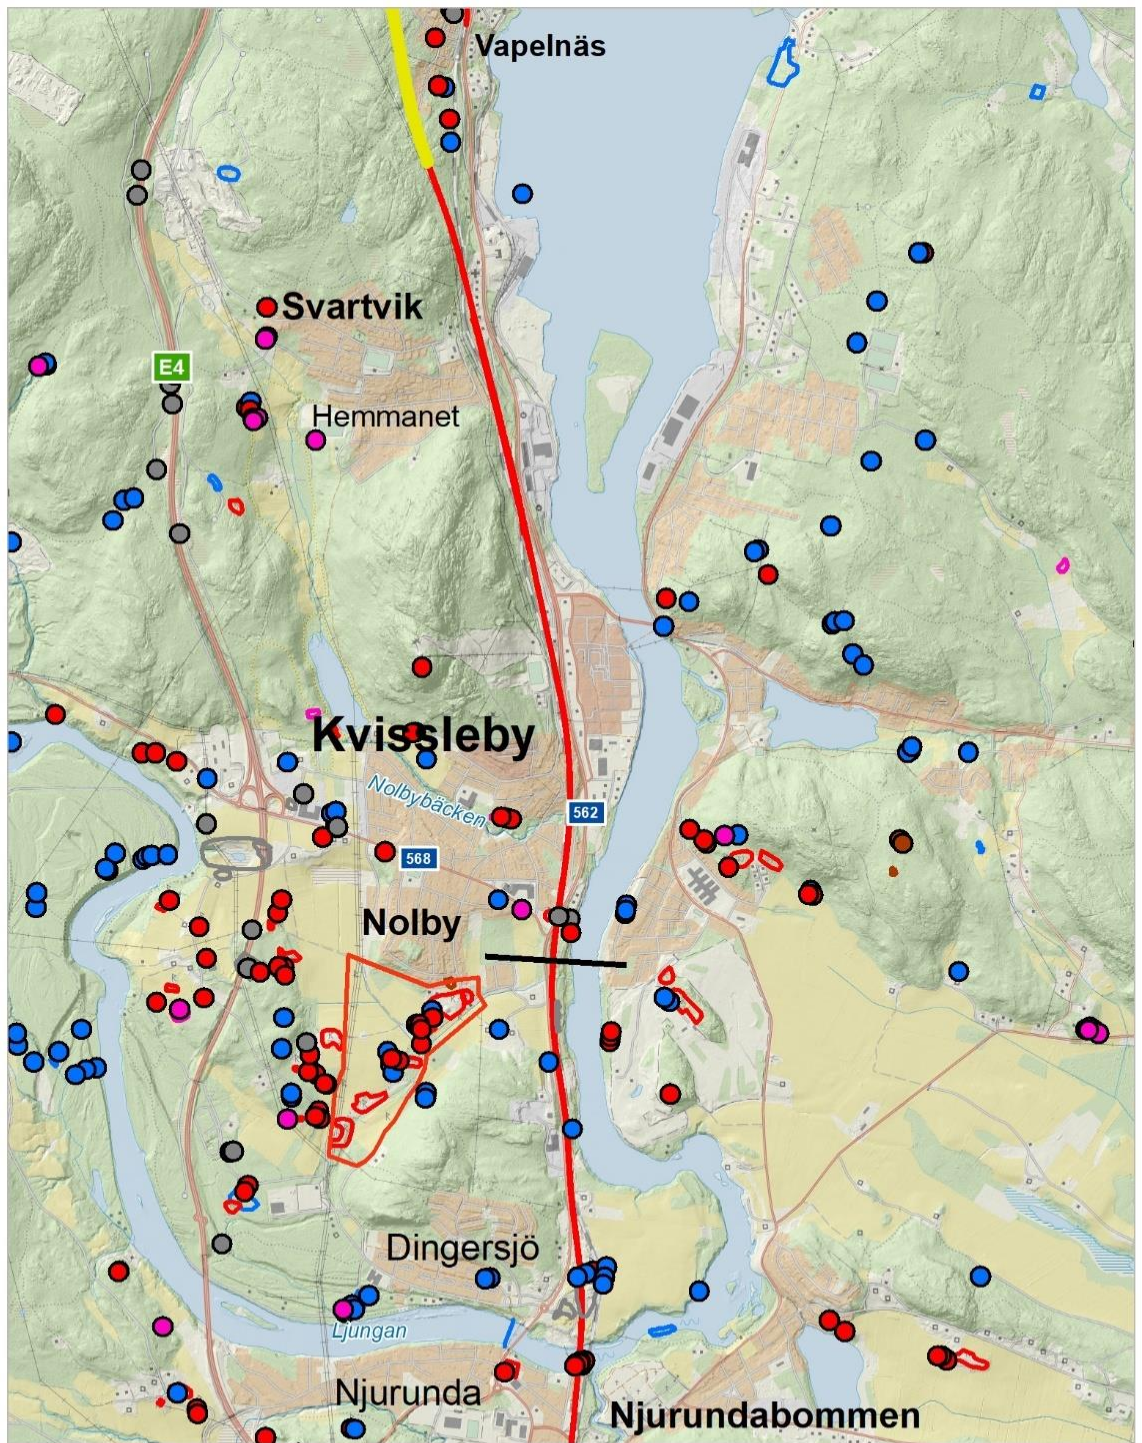 Vapelnäs
Svartvik
E4
Hemmanet
Kvissleby
Nolbybäcken
562
568
Nolby
Dingersjö
Ljungan
Njurunda
Njurundabommen